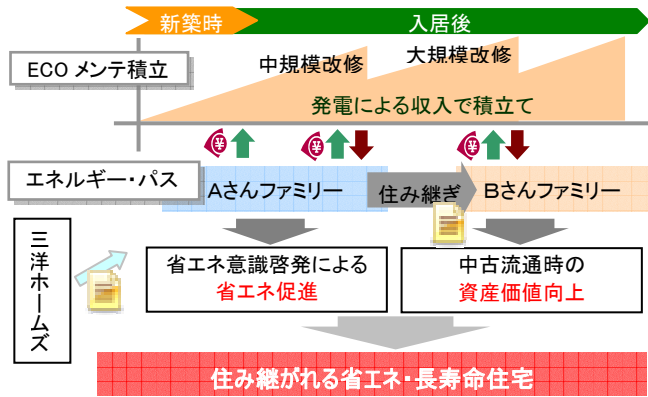 新築時
入居後
ECO メンテ積立
中規模改修
大規模改修
発電による収入で積立て
エネルギー・パス
Aさんファミリー
住み継ぎ
Bさんファミリー
三洋ホームズ
省エネ意識啓発による
省エネ促進
中古流通時の
資産価値向上
住み継がれる省エネ・長寿命住宅